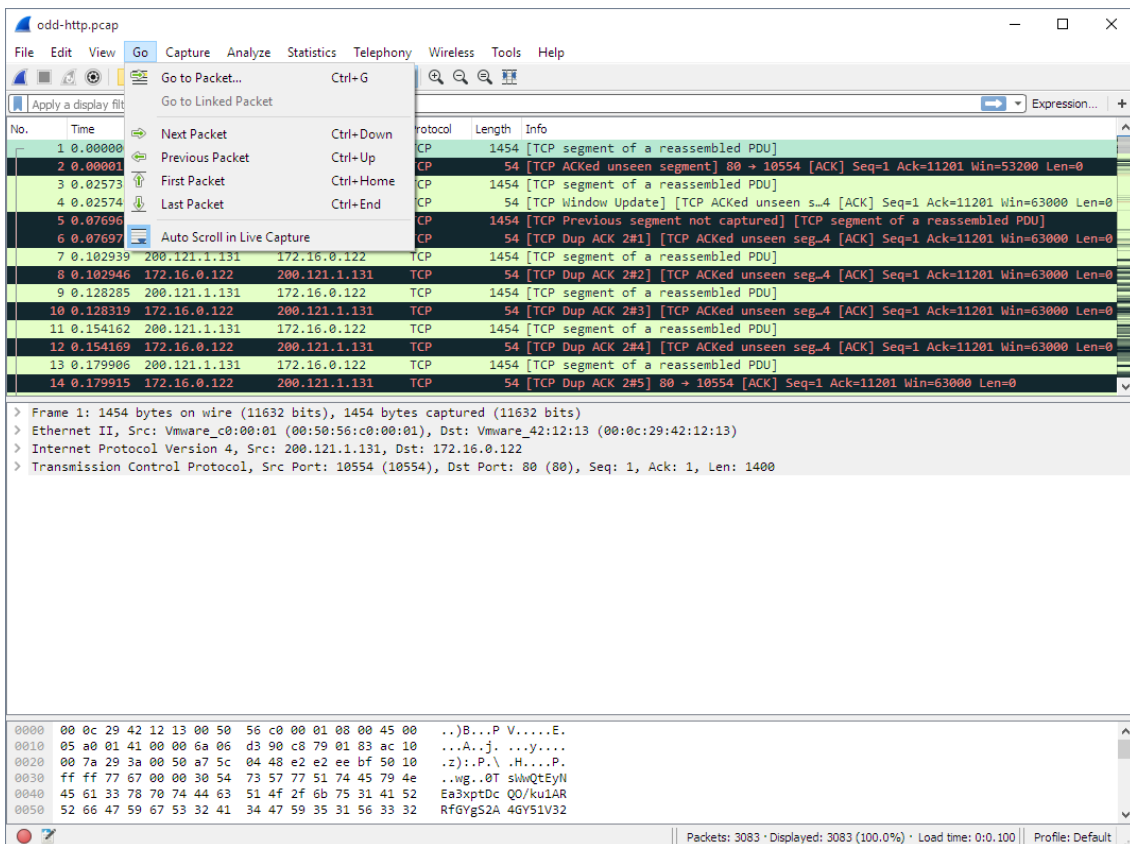 odd-http.pcap
File Edit View Go Capture Analyze Statistics Telephony Wireless Tools Help
Go to Packet... Ctrl+G
Go to Linked Packet
Next Packet Ctrl+Down
Previous Packet Ctrl+Up
First Packet Ctrl+Home
Last Packet Ctrl+End
Auto Scroll in Live Capture
Apply a display filt Expression... +
No. Time rotocol Length Info
1 0.00000 CP 1454 [TCP segment of a reassembled PDU]
2 0.00001 CP 54 [TCP ACKed unseen segment] 80 → 10554 [ACK] Seq=1 Ack=11201 Win=53200 Len=0
3 0.02573 CP 1454 [TCP segment of a reassembled PDU]
4 0.02574 CP 54 [TCP Window Update] [TCP ACKed unseen s…4 [ACK] Seq=1 Ack=11201 Win=63000 Len=0
5 0.07696 CP 1454 [TCP Previous segment not captured] [TCP segment of a reassembled PDU]
6 0.07697 CP 54 [TCP Dup ACK 2#1] [TCP ACKed unseen seg…4 [ACK] Seq=1 Ack=11201 Win=63000 Len=0
7 0.102939 200.121.1.131 172.16.0.122 TCP 1454 [TCP segment of a reassembled PDU]
8 0.102946 172.16.0.122 200.121.1.131 TCP 54 [TCP Dup ACK 2#2] [TCP ACKed unseen seg…4 [ACK] Seq=1 Ack=11201 Win=63000 Len=0
9 0.128285 200.121.1.131 172.16.0.122 TCP 1454 [TCP segment of a reassembled PDU]
10 0.128319 172.16.0.122 200.121.1.131 TCP 54 [TCP Dup ACK 2#3] [TCP ACKed unseen seg…4 [ACK] Seq=1 Ack=11201 Win=63000 Len=0
11 0.154162 200.121.1.131 172.16.0.122 TCP 1454 [TCP segment of a reassembled PDU]
12 0.154169 172.16.0.122 200.121.1.131 TCP 54 [TCP Dup ACK 2#4] [TCP ACKed unseen seg…4 [ACK] Seq=1 Ack=11201 Win=63000 Len=0
13 0.179906 200.121.1.131 172.16.0.122 TCP 1454 [TCP segment of a reassembled PDU]
14 0.179915 172.16.0.122 200.121.1.131 TCP 54 [TCP Dup ACK 2#5] 80 → 10554 [ACK] Seq=1 Ack=11201 Win=63000 Len=0
> Frame 1: 1454 bytes on wire (11632 bits), 1454 bytes captured (11632 bits)
> Ethernet II, Src: Vmware_c0:00:01 (00:50:56:c0:00:01), Dst: Vmware_42:12:13 (00:0c:29:42:12:13)
> Internet Protocol Version 4, Src: 200.121.1.131, Dst: 172.16.0.122
> Transmission Control Protocol, Src Port: 10554 (10554), Dst Port: 80 (80), Seq: 1, Ack: 1, Len: 1400
0000 00 0c 29 42 12 13 00 50 56 c0 00 01 08 00 45 00 ..)B...P V.....E.
0010 05 a0 01 41 00 00 6a 06 d3 90 c8 79 01 83 ac 10 ...A..j. ...y....
0020 00 7a 29 3a 00 50 a7 5c 04 48 e2 e2 ee bf 50 10 .z):.P.\ .H....P.
0030 ff ff 77 67 00 00 30 54 73 57 77 51 74 45 79 4e ..wg..0T sWwQtEyN
0040 45 61 33 78 70 74 44 63 51 4f 2f 6b 75 31 41 52 Ea3xptDc QO/ku1AR
0050 52 66 47 59 67 53 32 41 34 47 59 35 31 56 33 32 RfGYgS2A 4GY51V32
Packets: 3083 · Displayed: 3083 (100.0%) · Load time: 0:0.100 Profile: Default